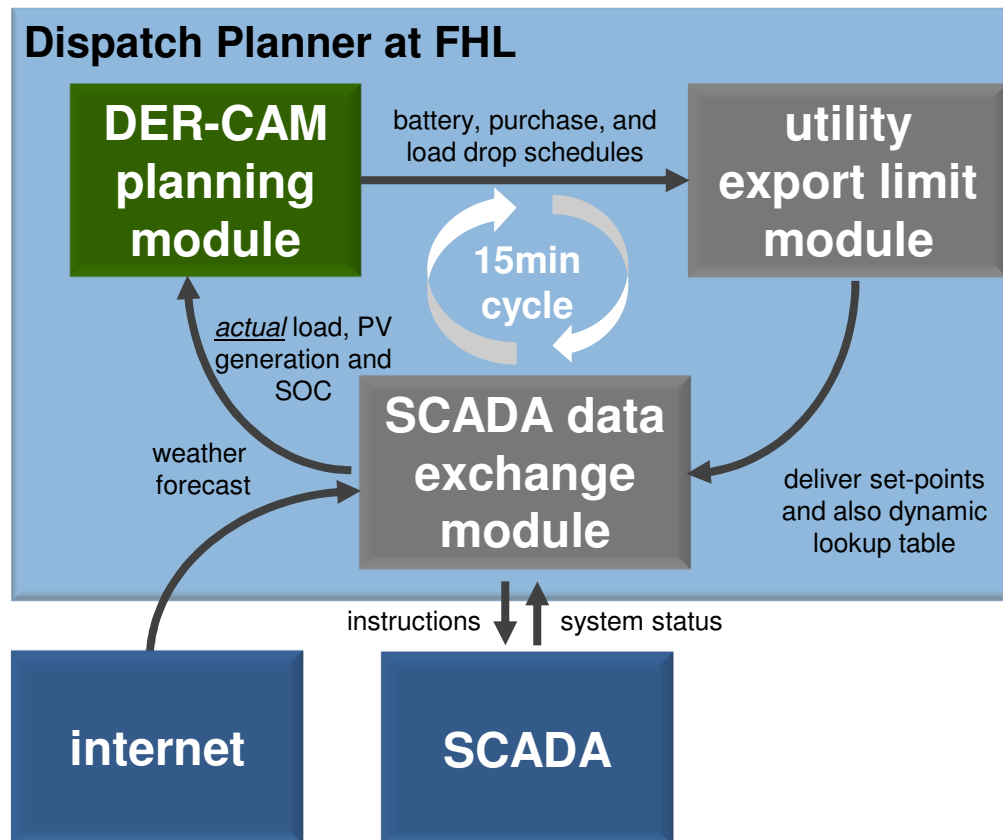 Dispatch Planner at FHL
DER-CAM
planning
module
battery, purchase, and
load drop schedules
utility
export limit
module
15min
cycle
actual load, PV
generation and
SOC
SCADA data
exchange
module
weather
forecast
deliver set-points
and also dynamic
lookup table
instructions
system status
internet
SCADA